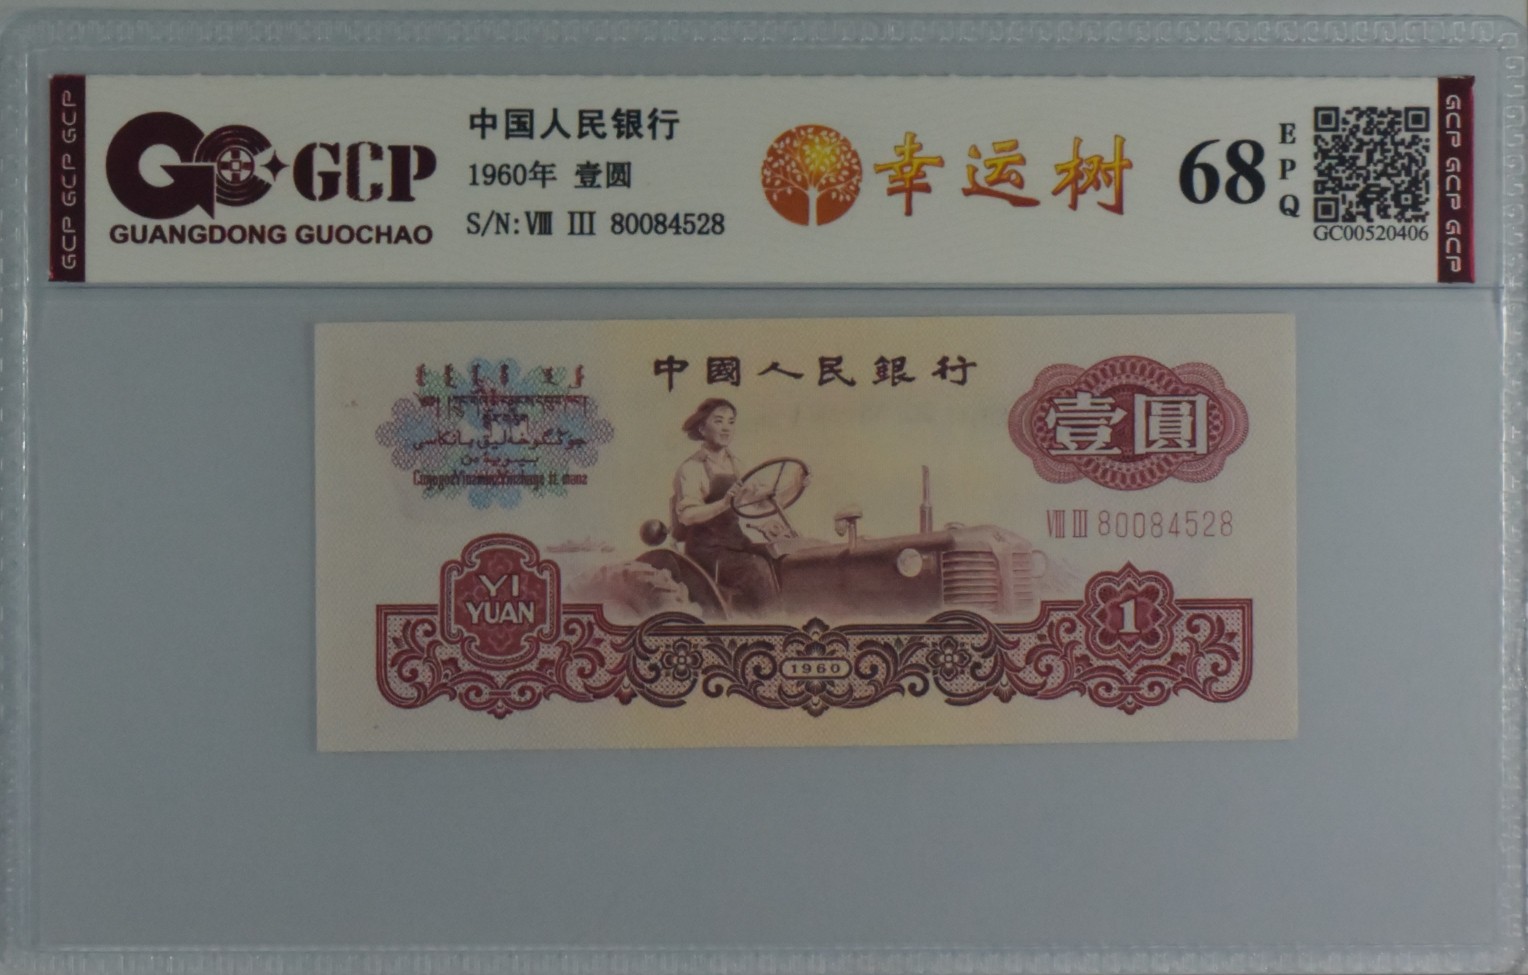 GCP GCP GCP
GCP
GUANGDONG GUOCHAO
中国人民银行
1960年 壹圆
S/N: Ⅷ Ⅲ 80084528
幸运树
68
EPQ
GC00520406
GCP GCP GCP
中國人民銀行
壹圓
Ⅷ Ⅲ 80084528
YI
YUAN
1
1960